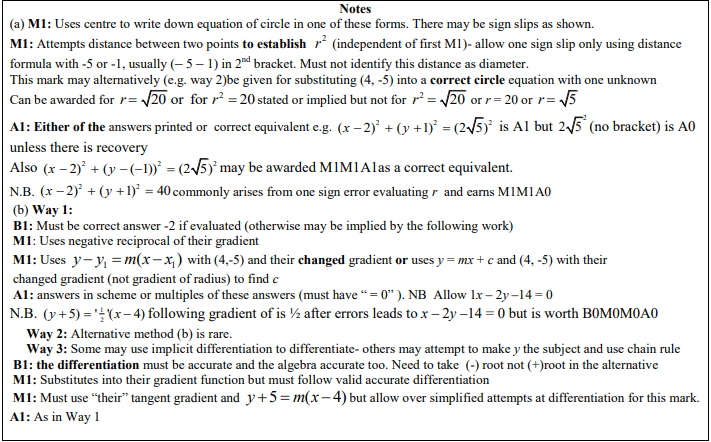 Notes
(a) M1: Uses centre to write down equation of circle in one of these forms. There may be sign slips as shown.
M1: Attempts distance between two points to establish r² (independent of first M1)- allow one sign slip only using distance
formula with -5 or -1, usually (– 5 – 1) in 2nd bracket. Must not identify this distance as diameter.
This mark may alternatively (e.g. way 2)be given for substituting (4, -5) into a correct circle equation with one unknown
Can be awarded for r = √20 or for r² = 20 stated or implied but not for r² = √20 or r = 20 or r = √5
A1: Either of the answers printed or correct equivalent e.g. (x – 2)² + (y + 1)² = (2√5)² is A1 but 2√5² (no bracket) is A0
unless there is recovery
Also (x – 2)² + (y – (–1))² = (2√5)² may be awarded M1M1A1as a correct equivalent.
N.B. (x – 2)² + (y + 1)² = 40 commonly arises from one sign error evaluating r and earns M1M1A0
(b) Way 1:
B1: Must be correct answer -2 if evaluated (otherwise may be implied by the following work)
M1: Uses negative reciprocal of their gradient
M1: Uses y – y₁ = m(x – x₁) with (4,-5) and their changed gradient or uses y = mx + c and (4, -5) with their
changed gradient (not gradient of radius) to find c
A1: answers in scheme or multiples of these answers (must have “ = 0” ). NB Allow 1x – 2y –14 = 0
N.B. (y + 5) = '½'(x – 4) following gradient of is ½ after errors leads to x – 2y –14 = 0 but is worth B0M0M0A0
Way 2: Alternative method (b) is rare.
Way 3: Some may use implicit differentiation to differentiate- others may attempt to make y the subject and use chain rule
B1: the differentiation must be accurate and the algebra accurate too. Need to take (-) root not (+)root in the alternative
M1: Substitutes into their gradient function but must follow valid accurate differentiation
M1: Must use “their” tangent gradient and y + 5 = m(x – 4) but allow over simplified attempts at differentiation for this mark.
A1: As in Way 1